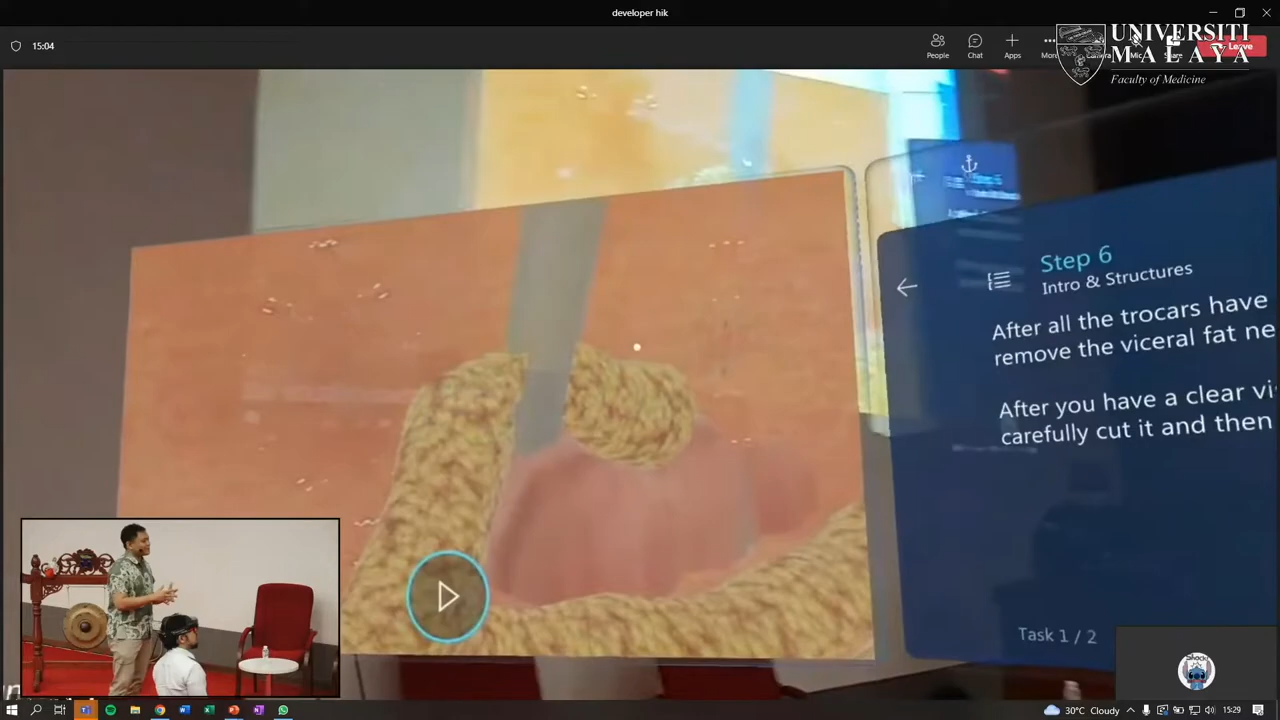 developer hik
15:04
People
Chat
Apps
Leave
UNIVERSITI
MALAYA
Faculty of Medicine
Step 6
Intro & Structures
After all the trocars have
remove the visceral fat ne
After you have a clear vi
carefully cut it and then
Task 1 / 2
30°C Cloudy
15:29